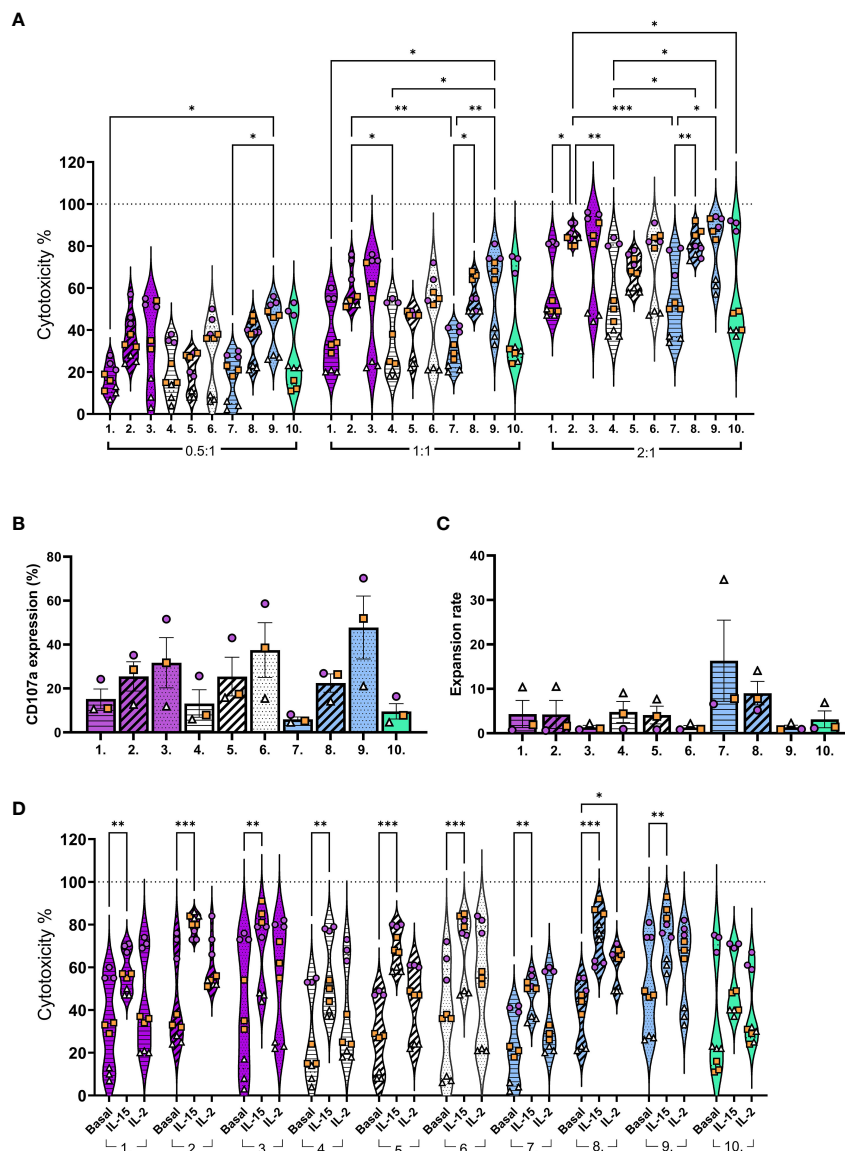 A
* * *
* *
* ** ** *** *
* * * * ** **
120
100
80
60
40
20
0
Cytotoxicity %
1. 2. 3. 4. 5. 6. 7. 8. 9. 10. 1. 2. 3. 4. 5. 6. 7. 8. 9. 10. 1. 2. 3. 4. 5. 6. 7. 8. 9. 10.
0.5:1 1:1 2:1
B
80
60
40
20
0
CD107a expression (%)
1. 2. 3. 4. 5. 6. 7. 8. 9. 10.
C
40
30
20
10
0
Expansion rate
1. 2. 3. 4. 5. 6. 7. 8. 9. 10.
D
*
** *** ** ** *** *** ** *** **
120
100
80
60
40
20
0
Cytotoxicity %
Basal IL-15 IL-2 Basal IL-15 IL-2 Basal IL-15 IL-2 Basal IL-15 IL-2 Basal IL-15 IL-2 Basal IL-15 IL-2 Basal IL-15 IL-2 Basal IL-15 IL-2 Basal IL-15 IL-2 Basal IL-15 IL-2
1 2 3 4 5 6 7 8. 9. 10.